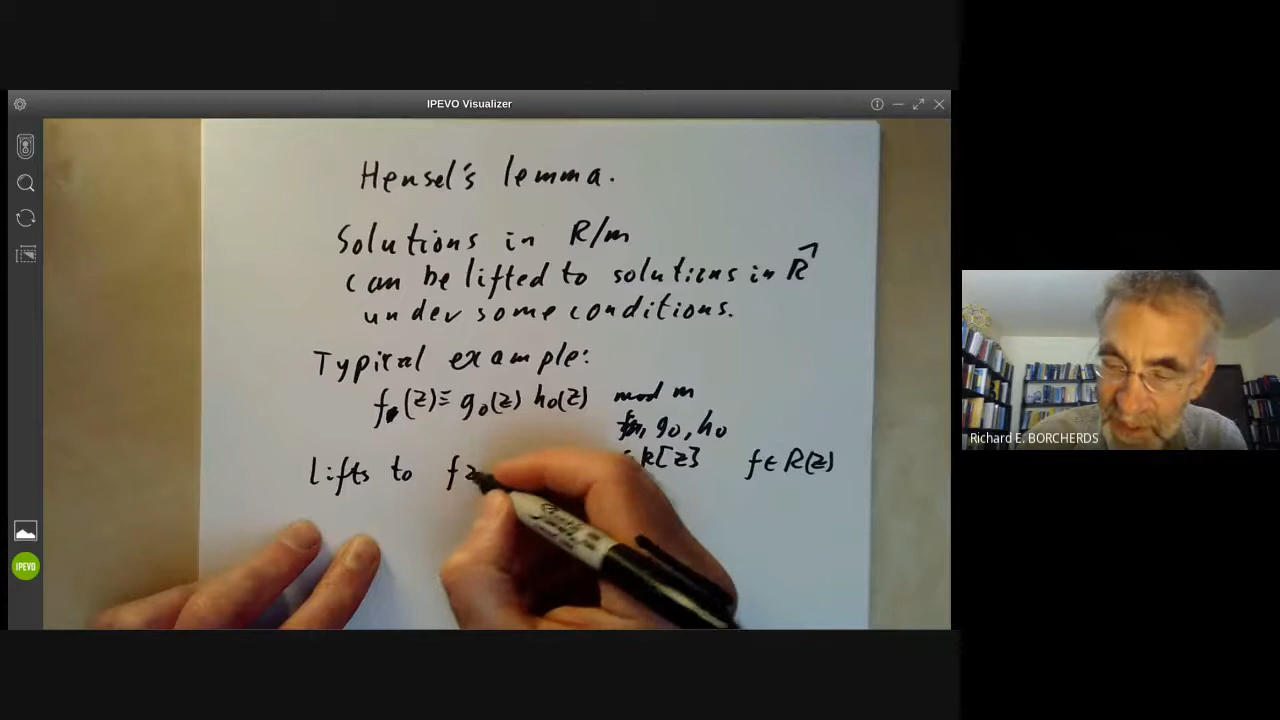 IPEVO Visualizer
Hensel's lemma.
Solutions in R/m
can be lifted to solutions in R̂
under some conditions.
Typical example:
f(z) ≡ g₀(z) h₀(z) mod m
g₀, h₀
k[z] f ∈ R(z)
lifts to f
Richard E. BORCHERDS
IPEVO